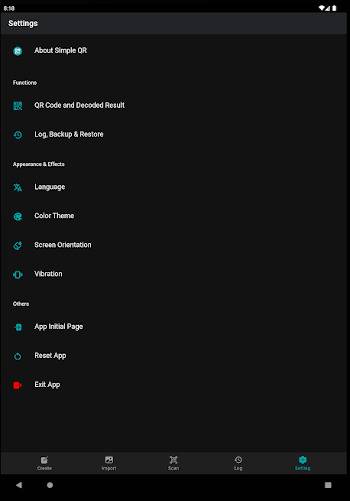 8:18
Settings
About Simple QR
Functions
QR Code and Decoded Result
Log, Backup & Restore
Appearance & Effects
Language
Color Theme
Screen Orientation
Vibration
Others
App Initial Page
Reset App
Exit App
Create Import Scan Log Setting